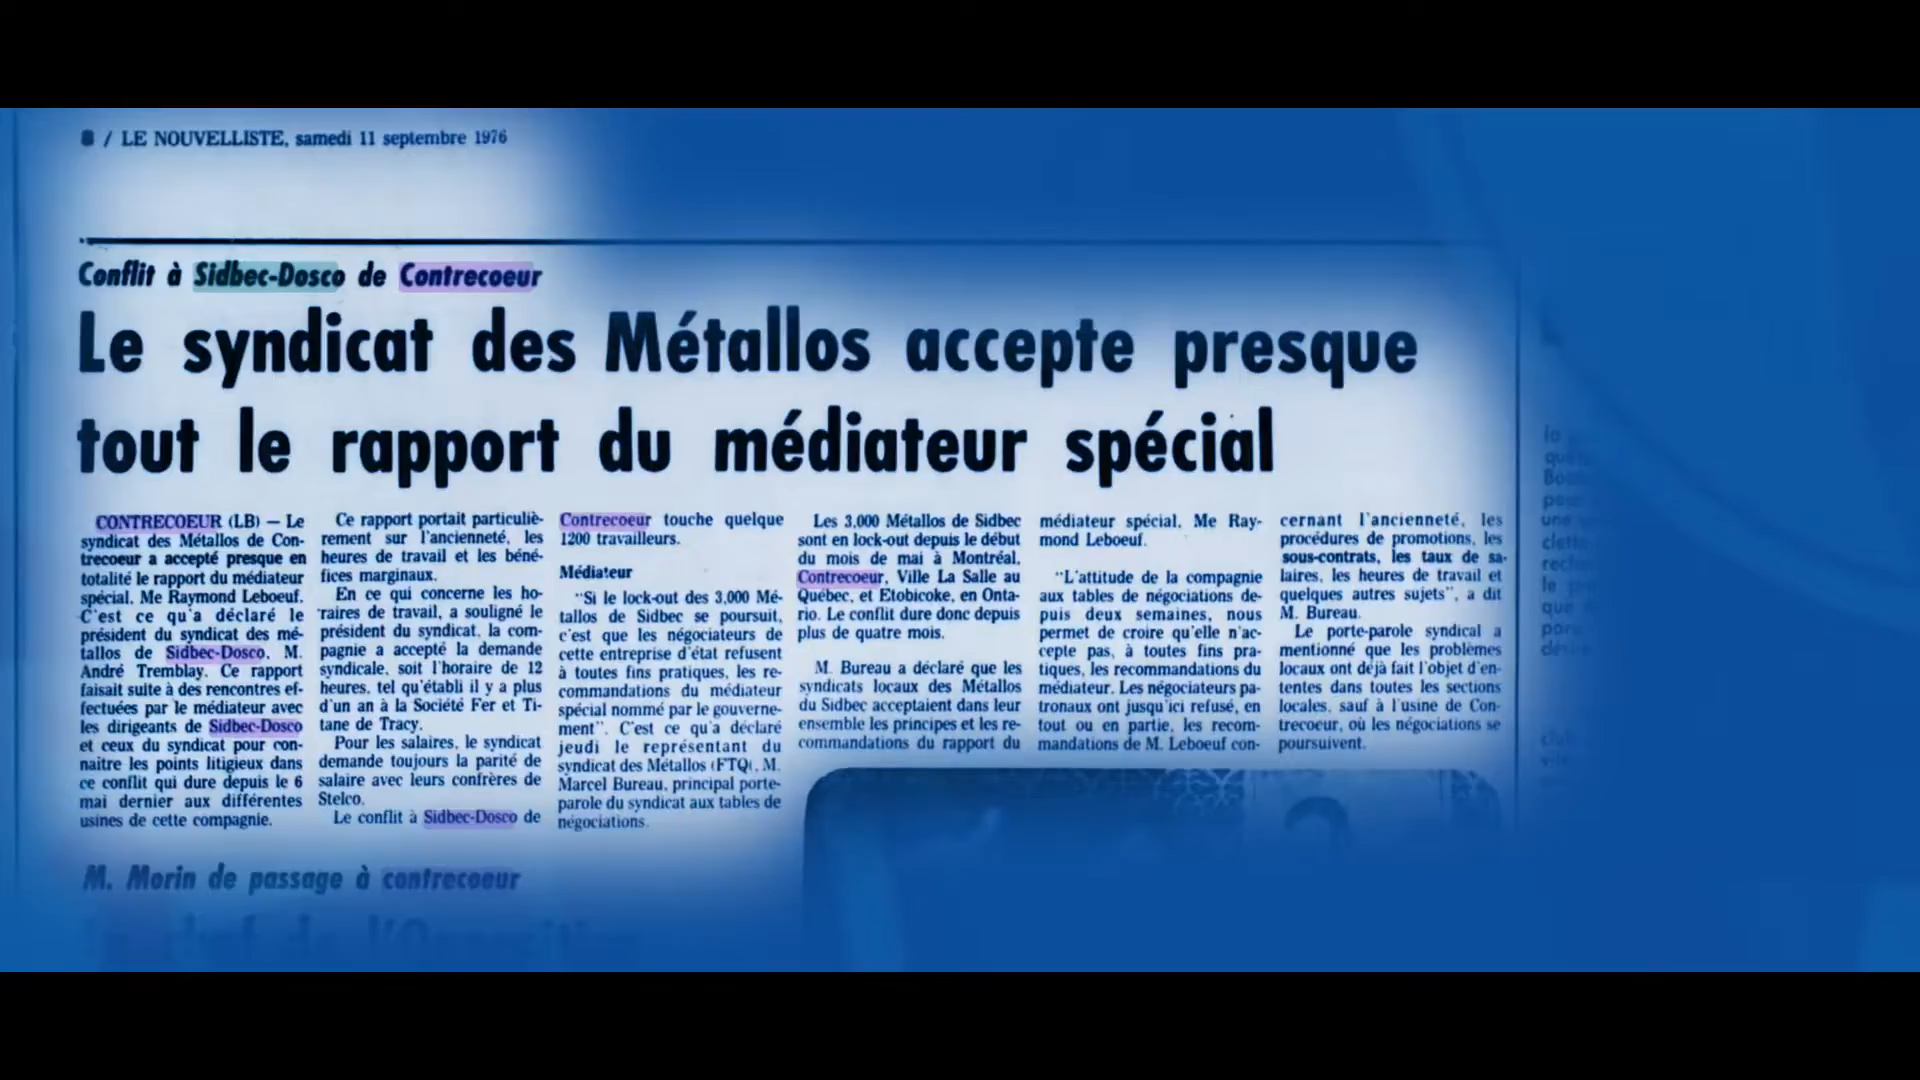 8 / LE NOUVELLISTE, samedi 11 septembre 1976
Conflit à Sidbec-Dosco de Contrecoeur
Le syndicat des Métallos accepte presque
tout le rapport du médiateur spécial
CONTRECOEUR (LB) — Le
syndicat des Métallos de Con-
trecoeur a accepté presque en
totalité le rapport du médiateur
spécial, Me Raymond Leboeuf.
C'est ce qu'a déclaré le
président du syndicat des mé-
tallos de Sidbec-Dosco, M.
André Tremblay. Ce rapport
faisait suite à des rencontres ef-
fectuées par le médiateur avec
les dirigeants de Sidbec-Dosco
et ceux du syndicat pour con-
naitre les points litigieux dans
ce conflit qui dure depuis le 6
mai dernier aux différentes
usines de cette compagnie.
Ce rapport portait particuliè-
rement sur l'ancienneté, les
heures de travail et les béné-
fices marginaux.
En ce qui concerne les ho-
raires de travail, a souligné le
président du syndicat, la com-
pagnie a accepté la demande
syndicale, soit l'horaire de 12
heures, tel qu'établi il y a plus
d'un an à la Société Fer et Ti-
tane de Tracy.
Pour les salaires, le syndicat
demande toujours la parité de
salaire avec leurs confrères de
Stelco.
Le conflit à Sidbec-Dosco de
Contrecoeur touche quelque
1200 travailleurs.
Médiateur
"Si le lock-out des 3,000 Mé-
tallos de Sidbec se poursuit,
c'est que les négociateurs de
cette entreprise d'état refusent
à toutes fins pratiques, les re-
commandations du médiateur
spécial nommé par le gouverne-
ment". C'est ce qu'a déclaré
jeudi le représentant du
syndicat des Métallos (FTQ(, M.
Marcel Bureau, principal porte-
parole du syndicat aux tables de
négociations.
Les 3,000 Métallos de Sidbec
sont en lock-out depuis le début
du mois de mai à Montréal,
Contrecoeur, Ville La Salle au
Québec, et Etobicoke, en Onta-
rio. Le conflit dure donc depuis
plus de quatre mois.
M. Bureau a déclaré que les
syndicats locaux des Métallos
du Sidbec acceptaient dans leur
ensemble les principes et les re-
commandations du rapport du
médiateur spécial, Me Ray-
mond Leboeuf.
"L'attitude de la compagnie
aux tables de négociations de-
puis deux semaines, nous
permet de croire qu'elle n'ac-
cepte pas, à toutes fins pra-
tiques, les recommandations du
médiateur. Les négociateurs pa-
tronaux ont jusqu'ici refusé, en
tout ou en partie, les recom-
mandations de M. Leboeuf con-
cernant l'ancienneté, les
procédures de promotions, les
sous-contrats, les taux de sa-
laires, les heures de travail et
quelques autres sujets", a dit
M. Bureau.
Le porte-parole syndical a
mentionné que les problèmes
locaux ont déjà fait l'objet d'en-
tentes dans toutes les sections
locales, sauf à l'usine de Con-
trecoeur, où les négociations se
poursuivent.
M. Morin de passage à contrecoeur